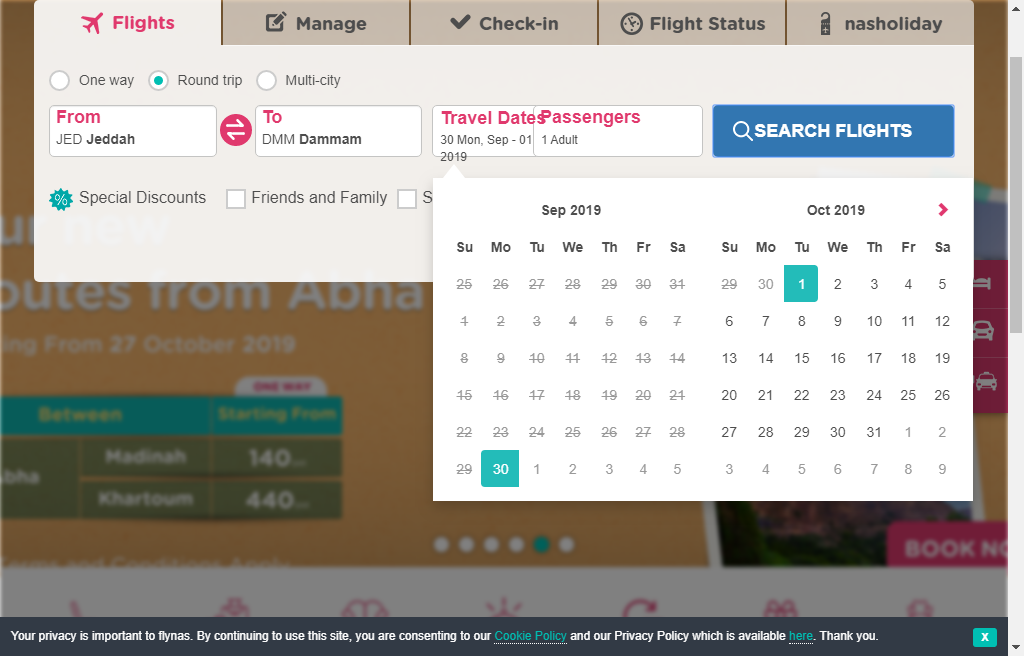 Flights
Manage
Check-in
Flight Status
nasholiday
One way
Round trip
Multi-city
From
JED Jeddah
To
DMM Dammam
Travel Dates
30 Mon, Sep - 01
2019
Passengers
1 Adult
SEARCH FLIGHTS
% Special Discounts
Friends and Family
S
Sep 2019
Su Mo Tu We Th Fr Sa
25 26 27 28 29 30 31
1 2 3 4 5 6 7
8 9 10 11 12 13 14
15 16 17 18 19 20 21
22 23 24 25 26 27 28
29 30 1 2 3 4 5
Oct 2019
Su Mo Tu We Th Fr Sa
29 30 1 2 3 4 5
6 7 8 9 10 11 12
13 14 15 16 17 18 19
20 21 22 23 24 25 26
27 28 29 30 31 1 2
3 4 5 6 7 8 9
ur new
outes from Abha
ing From 27 October 2019
ONE WAY
Between
Starting From
bha
Madinah
140
Khartoum
440
Terms and Conditions Apply
BOOK NO
Your privacy is important to flynas. By continuing to use this site, you are consenting to our Cookie Policy and our Privacy Policy which is available here. Thank you.
X